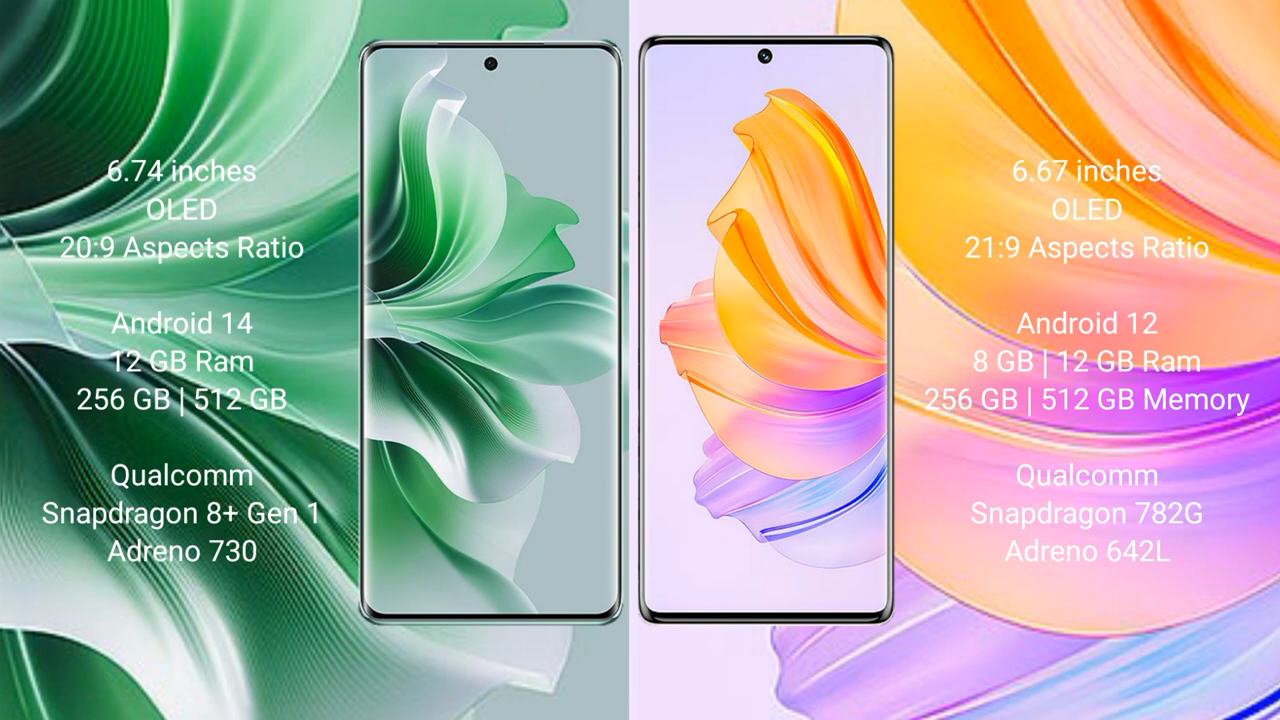 6.74 inches
OLED
20:9 Aspects Ratio
Android 14
12 GB Ram
256 GB | 512 GB
Qualcomm
Snapdragon 8+ Gen 1
Adreno 730
6.67 inches
OLED
21:9 Aspects Ratio
Android 12
8 GB | 12 GB Ram
256 GB | 512 GB Memory
Qualcomm
Snapdragon 782G
Adreno 642L